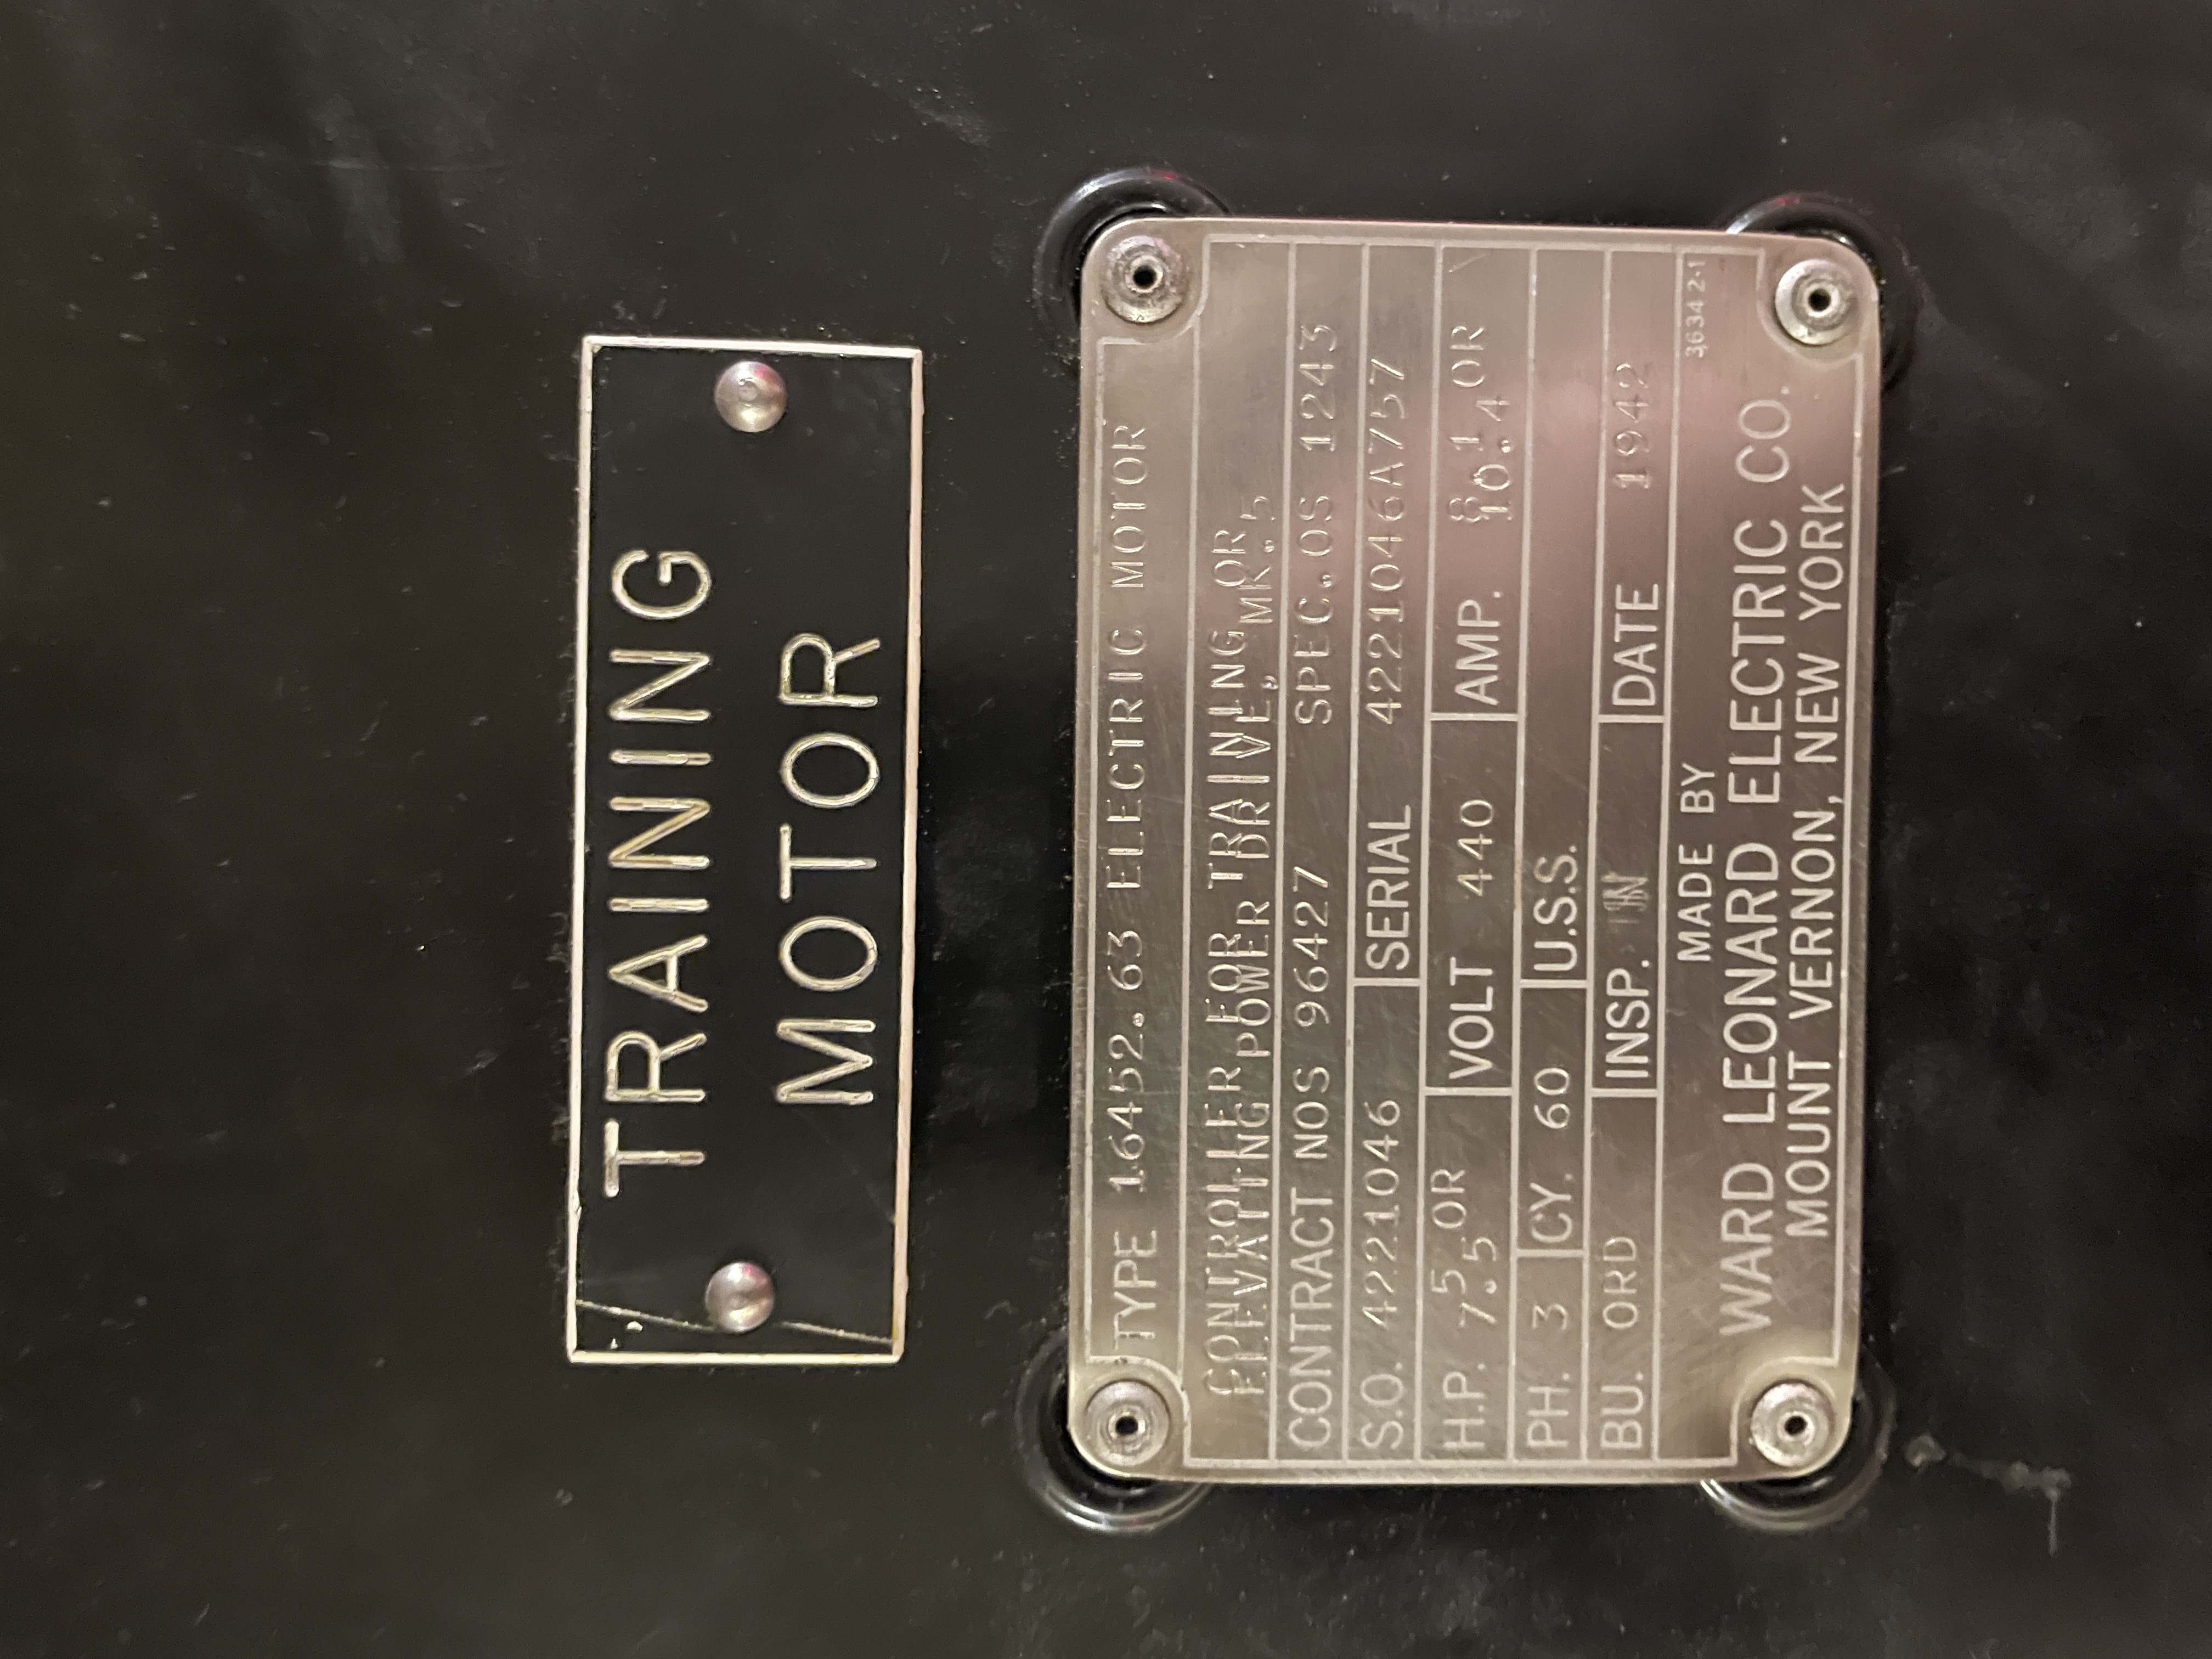 TRAINING
MOTOR
TYPE 16452.63 ELECTRIC MOTOR
CONTROLLER FOR TRAINING OR
ELEVATING POWER DRIVE, MK.5
CONTRACT NOS 96427 SPEC.OS 1243
S.O. 4221046 SERIAL 4221046A757
H.P. 5 OR VOLT 440 AMP. 8.1 OR
7.5 10.4
PH. 3 CY. 60 U.S.S.
BU. ORD INSP. DATE 1942
36342-1
MADE BY
WARD LEONARD ELECTRIC CO.
MOUNT VERNON, NEW YORK